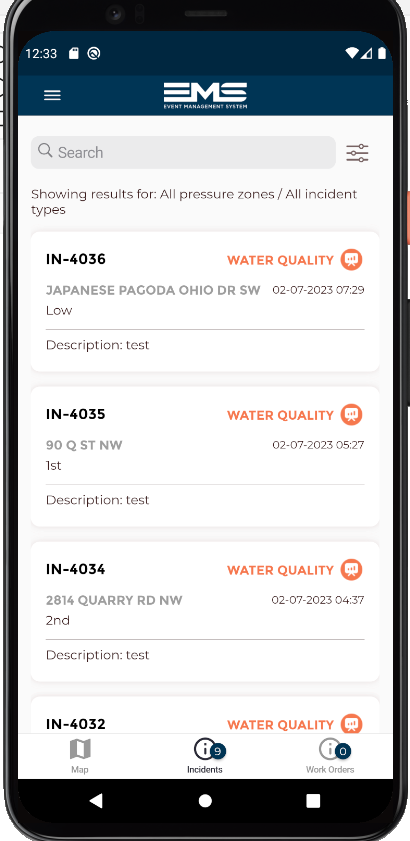 12:33
EMS
EVENT MANAGEMENT SYSTEM
Search
Showing results for: All pressure zones / All incident
types
IN-4036 WATER QUALITY
JAPANESE PAGODA OHIO DR SW 02-07-2023 07:29
Low
Description: test
IN-4035 WATER QUALITY
90 Q ST NW 02-07-2023 05:27
1st
Description: test
IN-4034 WATER QUALITY
2814 QUARRY RD NW 02-07-2023 04:37
2nd
Description: test
IN-4032 WATER QUALITY
9 0
Map Incidents Work Orders